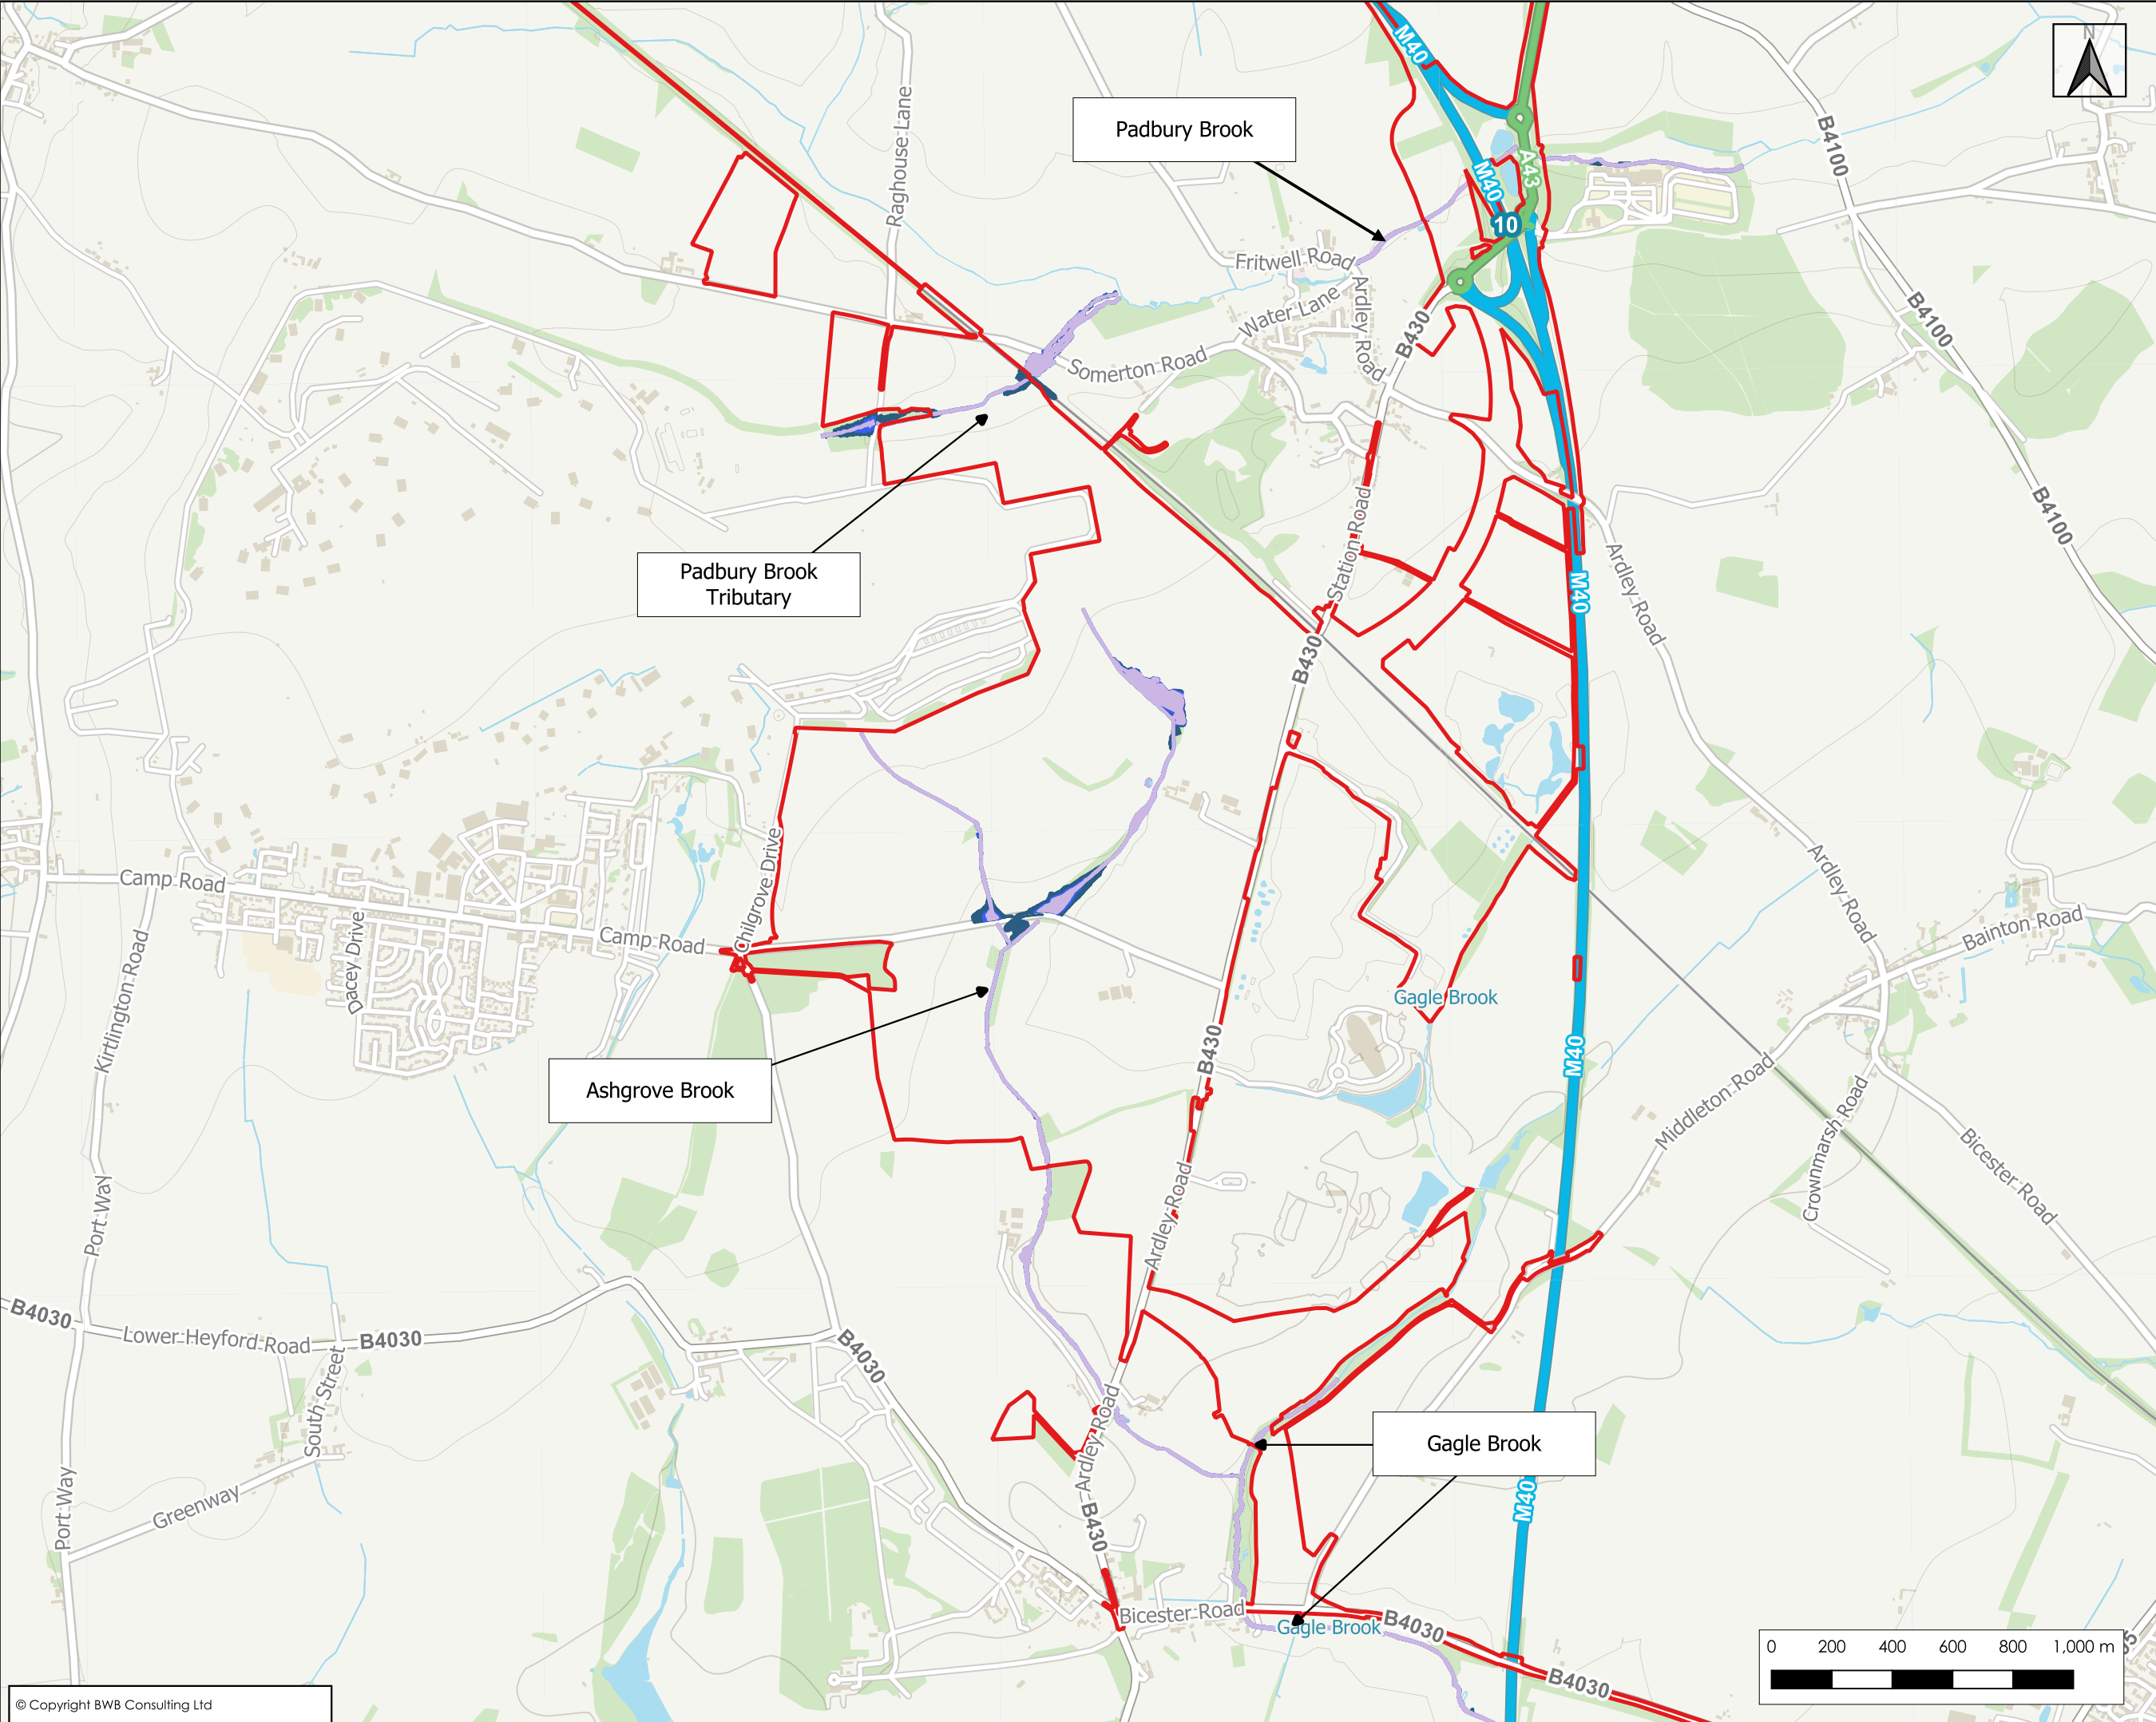 M40
N
Raghouse Lane
Padbury Brook
B4100
M40
A43
10
Fritwell Road
Water Lane
Ardley Road
B430
B4100
Somerton Road
Station Road
B4100
Padbury Brook
Tributary
M40
Ardley Road
B430
Camp Road
Chilgrove Drive
Ardley Road
Dacey Drive
Camp Road
Bainton Road
Kirtlington Road
Gagle Brook
B430
M40
Ashgrove Brook
Middleton Road
Crownmarsh Road
Bicester Road
Port Way
Ardley Road
B4030
Lower Heyford Road
B4030
B4030
South Street
Ardley Road
Gagle Brook
Port Way
Greenway
M40
B430
Bicester Road
Gagle Brook
B4030
B4030
0 200 400 600 800 1,000 m
© Copyright BWB Consulting Ltd